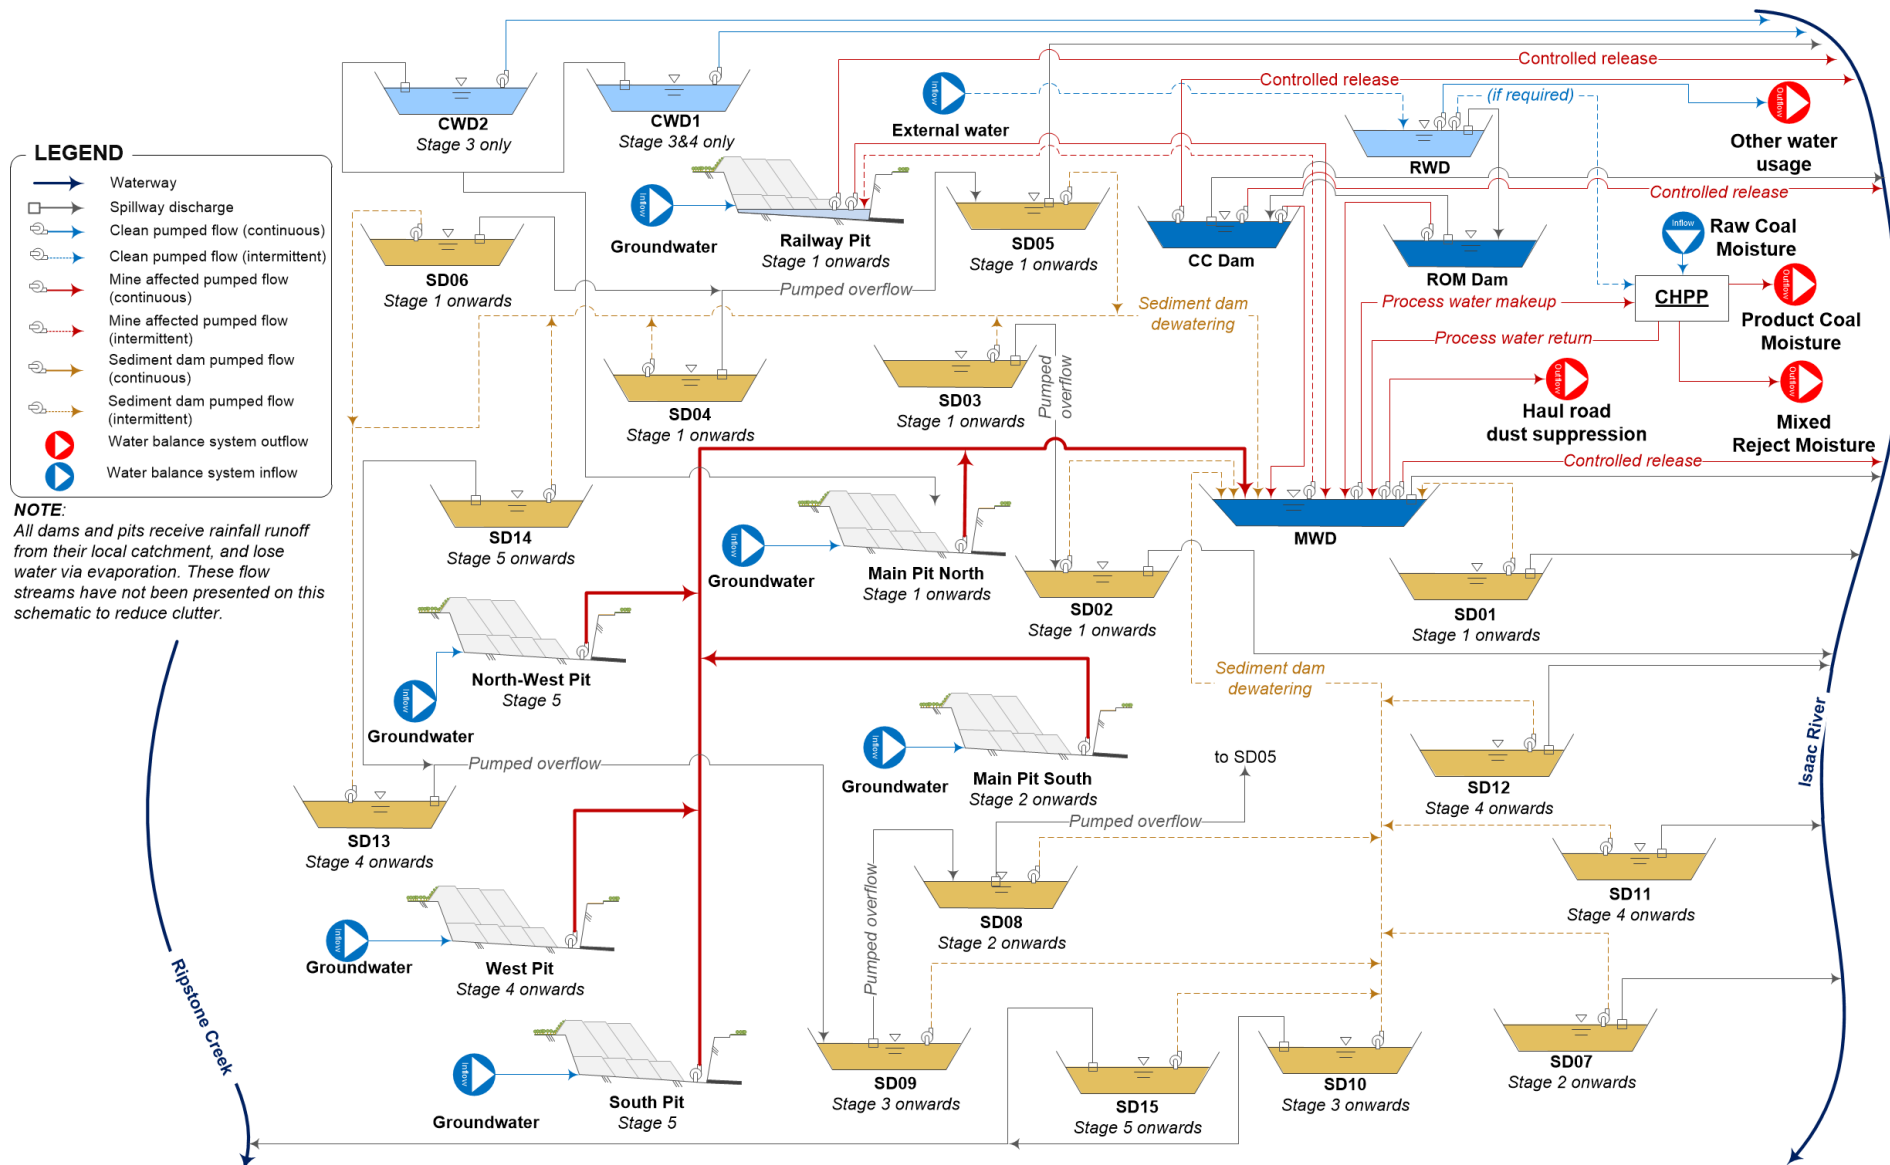 Controlled release
Controlled release
CWD2
Stage 3 only
CWD1
Stage 3&4 only
Inflow
External water
(if required)
Outflow
Other water
usage
RWD
LEGEND
Waterway
Spillway discharge
Clean pumped flow (continuous)
Clean pumped flow (intermittent)
Mine affected pumped flow
(continuous)
Mine affected pumped flow
(intermittent)
Sediment dam pumped flow
(continuous)
Sediment dam pumped flow
(intermittent)
Water balance system outflow
Water balance system inflow
NOTE:
All dams and pits receive rainfall runoff
from their local catchment, and lose
water via evaporation. These flow
streams have not been presented on this
schematic to reduce clutter.
Inflow
Groundwater
Railway Pit
Stage 1 onwards
SD05
Stage 1 onwards
CC Dam
Controlled release
ROM Dam
Inflow
Raw Coal
Moisture
CHPP
Outflow
Product Coal
Moisture
SD06
Stage 1 onwards
Pumped overflow
Sediment dam
dewatering
Process water makeup
Process water return
Outflow
Haul road
dust suppression
Outflow
Mixed
Reject Moisture
SD04
Stage 1 onwards
SD03
Stage 1 onwards
Pumped
overflow
Controlled release
MWD
SD14
Stage 5 onwards
Inflow
Groundwater
Main Pit North
Stage 1 onwards
SD02
Stage 1 onwards
SD01
Stage 1 onwards
North-West Pit
Stage 5
Inflow
Groundwater
Sediment dam
dewatering
Isaac River
Pumped overflow
Inflow
Groundwater
Main Pit South
Stage 2 onwards
to SD05
SD12
Stage 4 onwards
SD13
Stage 4 onwards
Pumped overflow
Pumped overflow
SD08
Stage 2 onwards
SD11
Stage 4 onwards
Inflow
Groundwater
West Pit
Stage 4 onwards
Ripstone Creek
Inflow
Groundwater
South Pit
Stage 5
SD09
Stage 3 onwards
SD15
Stage 5 onwards
SD10
Stage 3 onwards
SD07
Stage 2 onwards